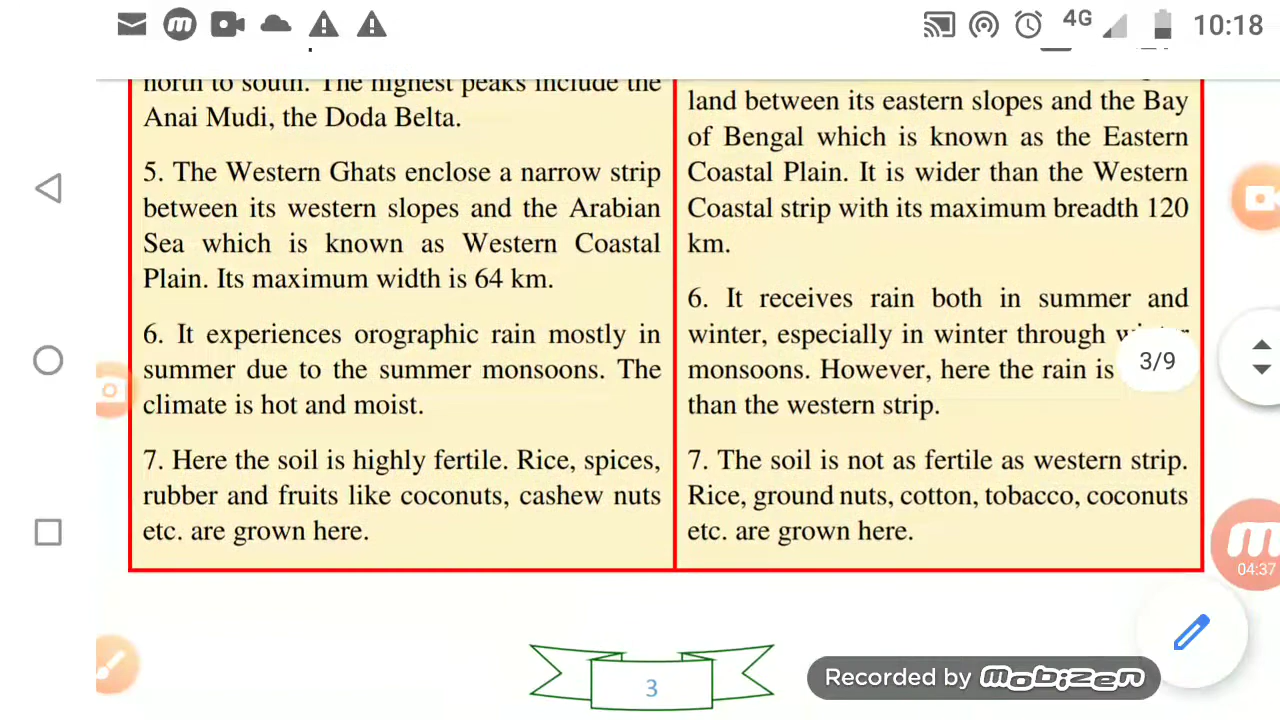 4G 10:18
north to south. The highest peaks include the
Anai Mudi, the Doda Belta.
5. The Western Ghats enclose a narrow strip
between its western slopes and the Arabian
Sea which is known as Western Coastal
Plain. Its maximum width is 64 km.
6. It experiences orographic rain mostly in
summer due to the summer monsoons. The
climate is hot and moist.
7. Here the soil is highly fertile. Rice, spices,
rubber and fruits like coconuts, cashew nuts
etc. are grown here.
land between its eastern slopes and the Bay
of Bengal which is known as the Eastern
Coastal Plain. It is wider than the Western
Coastal strip with its maximum breadth 120
km.
6. It receives rain both in summer and
winter, especially in winter through
monsoons. However, here the rain is
than the western strip.
7. The soil is not as fertile as western strip.
Rice, ground nuts, cotton, tobacco, coconuts
etc. are grown here.
3/9
04:37
3
Recorded by mobizen